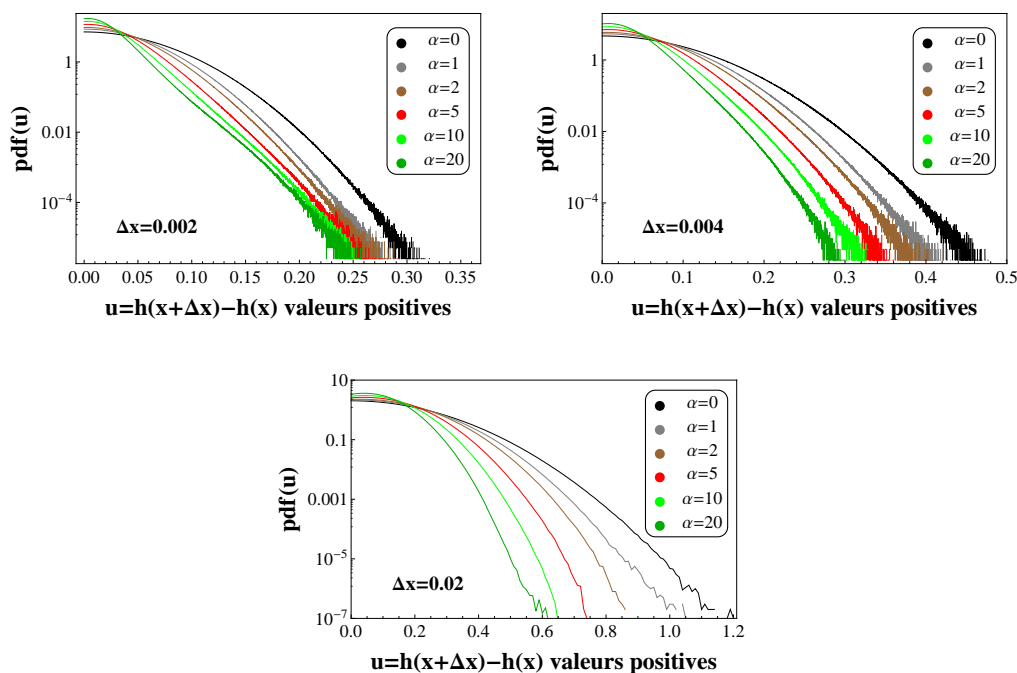 pdf(u)
1
0.01
10⁻⁴
α=0
α=1
α=2
α=5
α=10
α=20
Δx=0.002
0.00 0.05 0.10 0.15 0.20 0.25 0.30 0.35
u=h(x+Δx)−h(x) valeurs positives
pdf(u)
1
0.01
10⁻⁴
α=0
α=1
α=2
α=5
α=10
α=20
Δx=0.004
0.0 0.1 0.2 0.3 0.4 0.5
u=h(x+Δx)−h(x) valeurs positives
pdf(u)
10
0.1
0.001
10⁻⁵
10⁻⁷
α=0
α=1
α=2
α=5
α=10
α=20
Δx=0.02
0.0 0.2 0.4 0.6 0.8 1.0 1.2
u=h(x+Δx)−h(x) valeurs positives